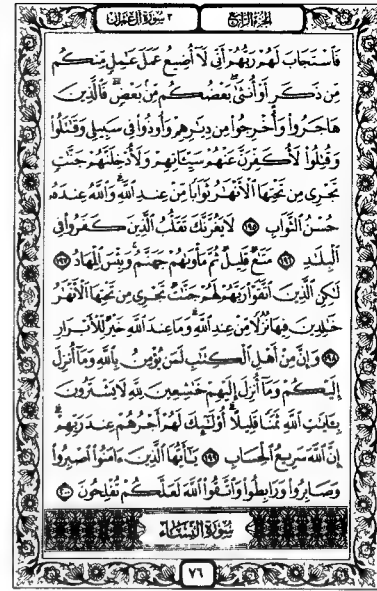 الجزء الرابع
٣ سورة آل عمران
فَٱسْتَجَابَ لَهُمْ رَبُّهُمْ أَنِّى لَآ أُضِيعُ عَمَلَ عَٰمِلٍ مِّنكُم
مِّن ذَكَرٍ أَوْ أُنثَىٰ بَعْضُكُم مِّنۢ بَعْضٍ فَٱلَّذِينَ
هَاجَرُوا۟ وَأُخْرِجُوا۟ مِن دِيَٰرِهِمْ وَأُوذُوا۟ فِى سَبِيلِى وَقَٰتَلُوا۟
وَقُتِلُوا۟ لَأُكَفِّرَنَّ عَنْهُمْ سَيِّـَٔاتِهِمْ وَلَأُدْخِلَنَّهُمْ جَنَّٰتٍ
تَجْرِى مِن تَحْتِهَا ٱلْأَنْهَٰرُ ثَوَابًا مِّنْ عِندِ ٱللَّهِ وَٱللَّهُ عِندَهُۥ
حُسْنُ ٱلثَّوَابِ ١٩٥ لَا يَغُرَّنَّكَ تَقَلُّبُ ٱلَّذِينَ كَفَرُوا۟ فِى
ٱلْبِلَٰدِ ١٩٦ مَتَٰعٌ قَلِيلٌ ثُمَّ مَأْوَىٰهُمْ جَهَنَّمُ وَبِئْسَ ٱلْمِهَادُ ١٩٧
لَٰكِنِ ٱلَّذِينَ ٱتَّقَوْا۟ رَبَّهُمْ لَهُمْ جَنَّٰتٌ تَجْرِى مِن تَحْتِهَا ٱلْأَنْهَٰرُ
خَٰلِدِينَ فِيهَا نُزُلًا مِّنْ عِندِ ٱللَّهِ وَمَا عِندَ ٱللَّهِ خَيْرٌ لِّلْأَبْرَارِ
١٩٨ وَإِنَّ مِنْ أَهْلِ ٱلْكِتَٰبِ لَمَن يُؤْمِنُ بِٱللَّهِ وَمَآ أُنزِلَ
إِلَيْكُمْ وَمَآ أُنزِلَ إِلَيْهِمْ خَٰشِعِينَ لِلَّهِ لَا يَشْتَرُونَ
بِـَٔايَٰتِ ٱللَّهِ ثَمَنًا قَلِيلًا أُو۟لَٰٓئِكَ لَهُمْ أَجْرُهُمْ عِندَ رَبِّهِمْ
إِنَّ ٱللَّهَ سَرِيعُ ٱلْحِسَابِ ١٩٩ يَٰٓأَيُّهَا ٱلَّذِينَ ءَامَنُوا۟ ٱصْبِرُوا۟
وَصَابِرُوا۟ وَرَابِطُوا۟ وَٱتَّقُوا۟ ٱللَّهَ لَعَلَّكُمْ تُفْلِحُونَ ٢٠٠
سورة النساء
٧٦